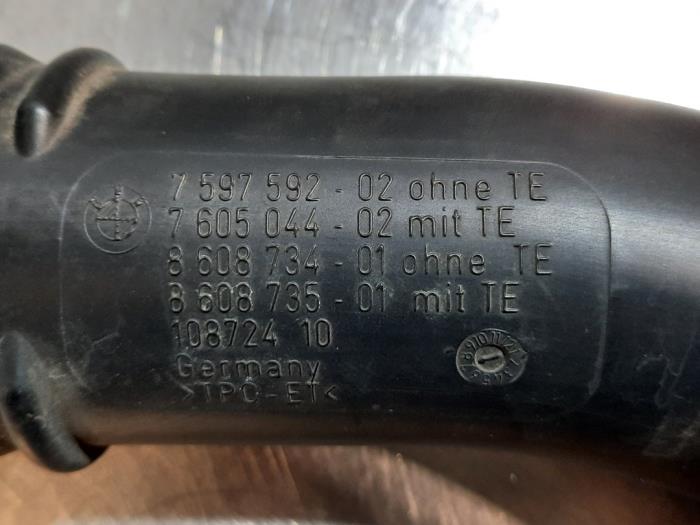 7 597 592 - 02 ohne TE
7 605 044 - 02 mit TE
8 608 734 - 01 ohne TE
8 608 735 - 01 mit TE
108724 10
Germany
>TPC-ET<